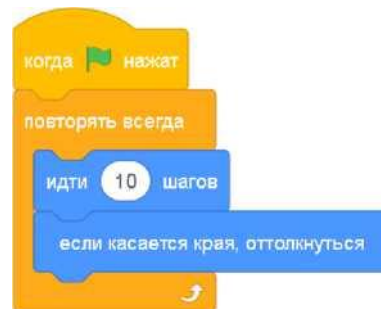 когда нажат
повторять всегда
идти 10 шагов
если касается края, оттолкнуться